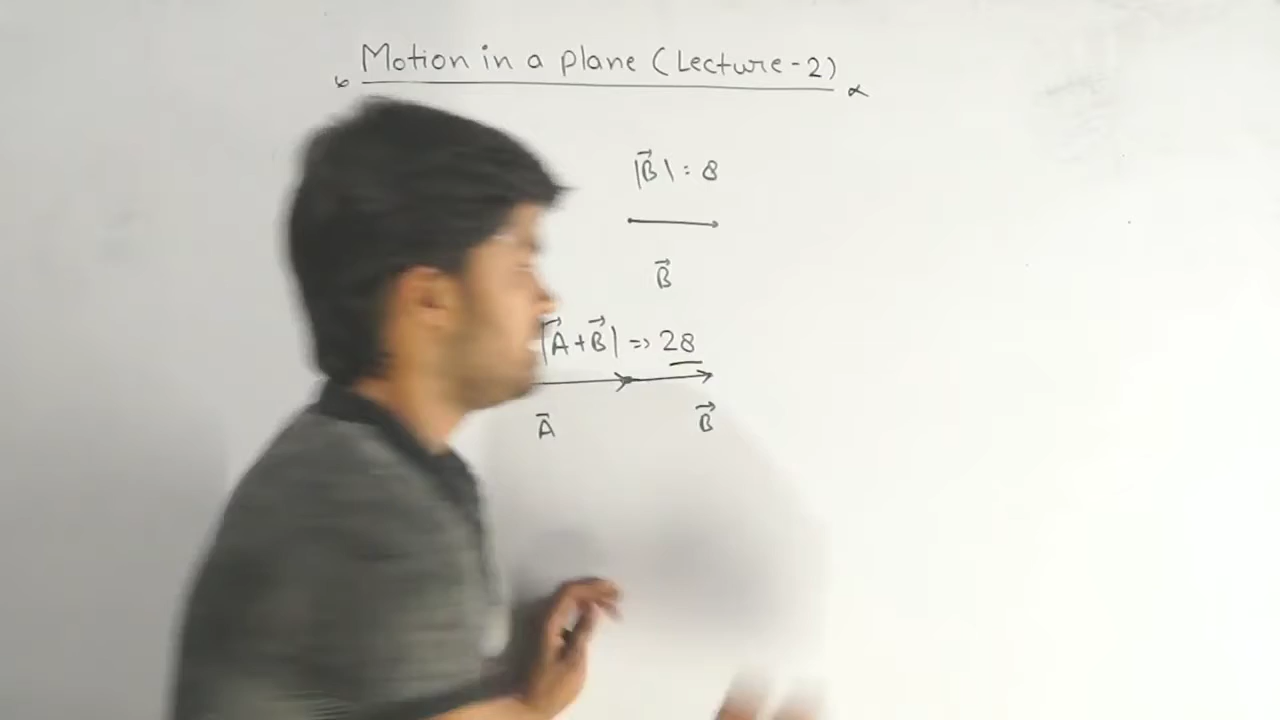 Motion in a plane (Lecture-2)
|B⃗| : 8
B⃗
|A⃗+B⃗| => 28
A⃗ B⃗